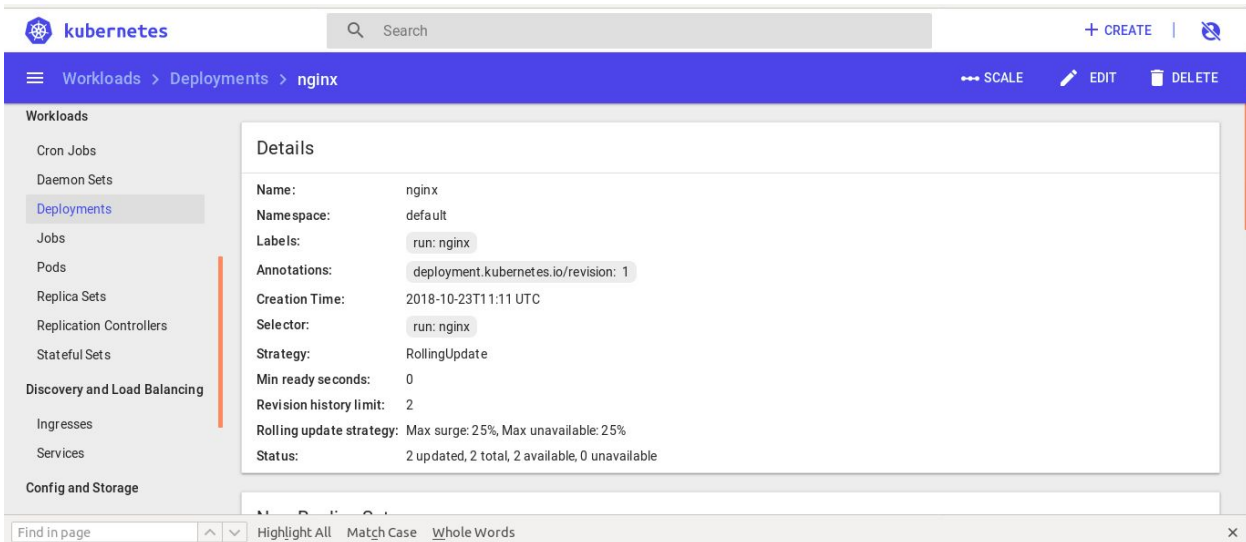 kubernetes
Search
+ CREATE |
Workloads > Deployments > nginx
SCALE
EDIT
DELETE
Workloads
Cron Jobs
Daemon Sets
Deployments
Jobs
Pods
Replica Sets
Replication Controllers
Stateful Sets
Discovery and Load Balancing
Ingresses
Services
Config and Storage
Details
Name: nginx
Namespace: default
Labels: run: nginx
Annotations: deployment.kubernetes.io/revision: 1
Creation Time: 2018-10-23T11:11 UTC
Selector: run: nginx
Strategy: RollingUpdate
Min ready seconds: 0
Revision history limit: 2
Rolling update strategy: Max surge: 25%, Max unavailable: 25%
Status: 2 updated, 2 total, 2 available, 0 unavailable
Find in page
Highlight All Match Case Whole Words